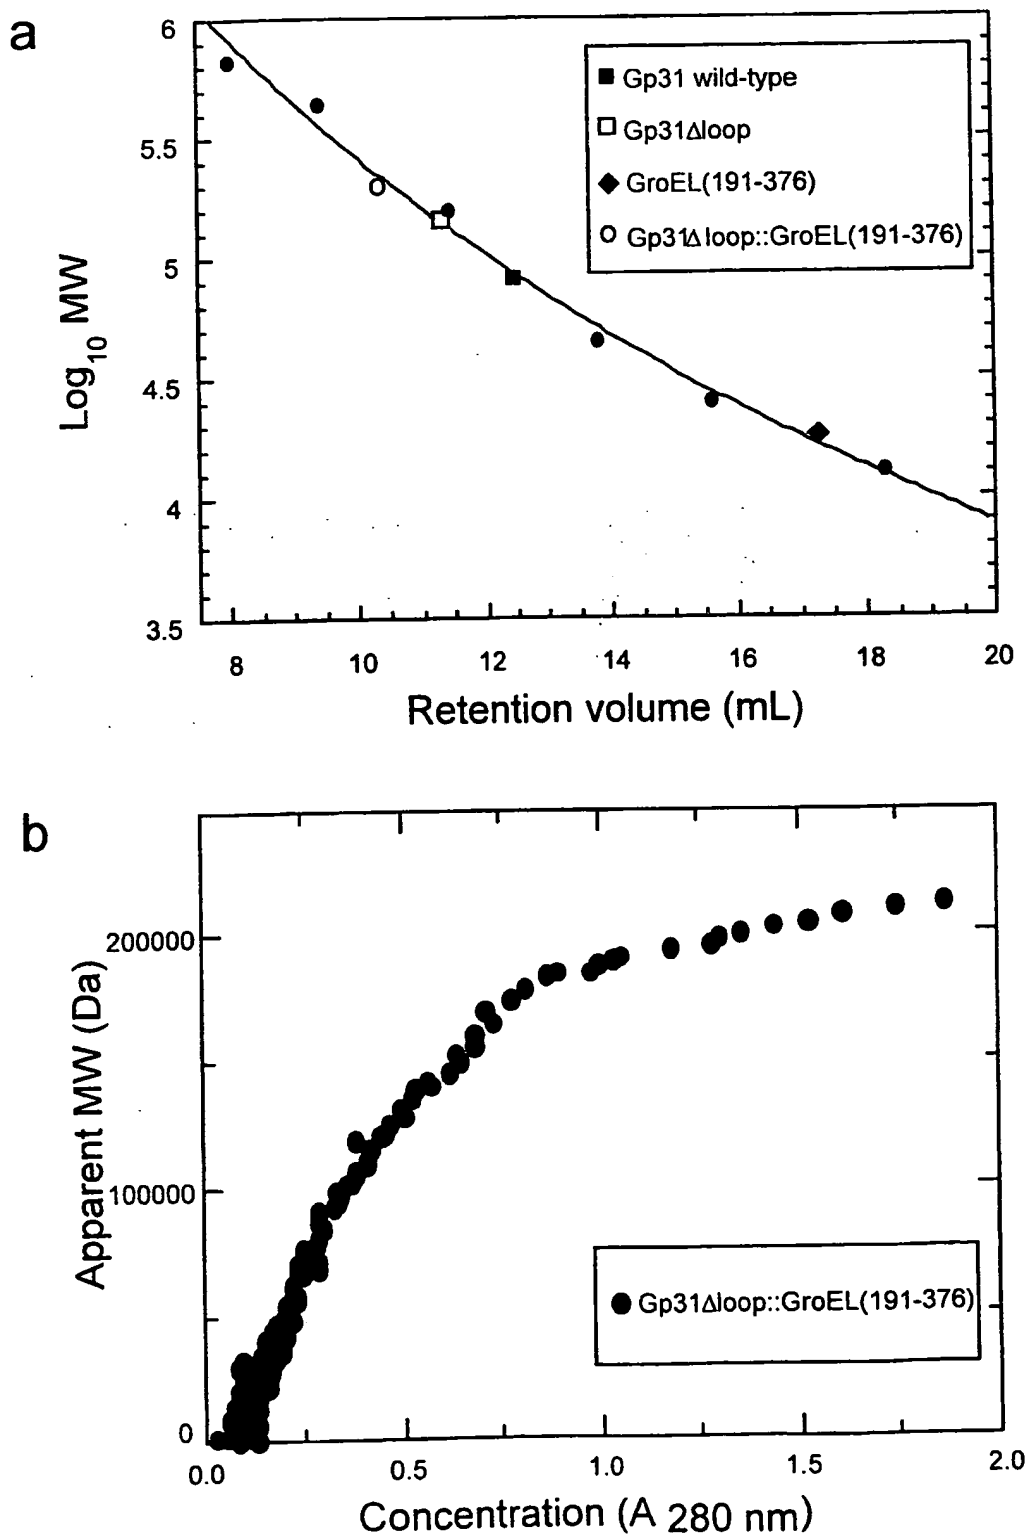 a
6
5.5
5
4.5
4
3.5
Log10 MW
Gp31 wild-type
Gp31Δloop
GroEL(191-376)
Gp31Δloop::GroEL(191-376)
8 10 12 14 16 18 20
Retention volume (mL)
b
200000
100000
0
Apparent MW (Da)
Gp31Δloop::GroEL(191-376)
0.0 0.5 1.0 1.5 2.0
Concentration (A 280 nm)